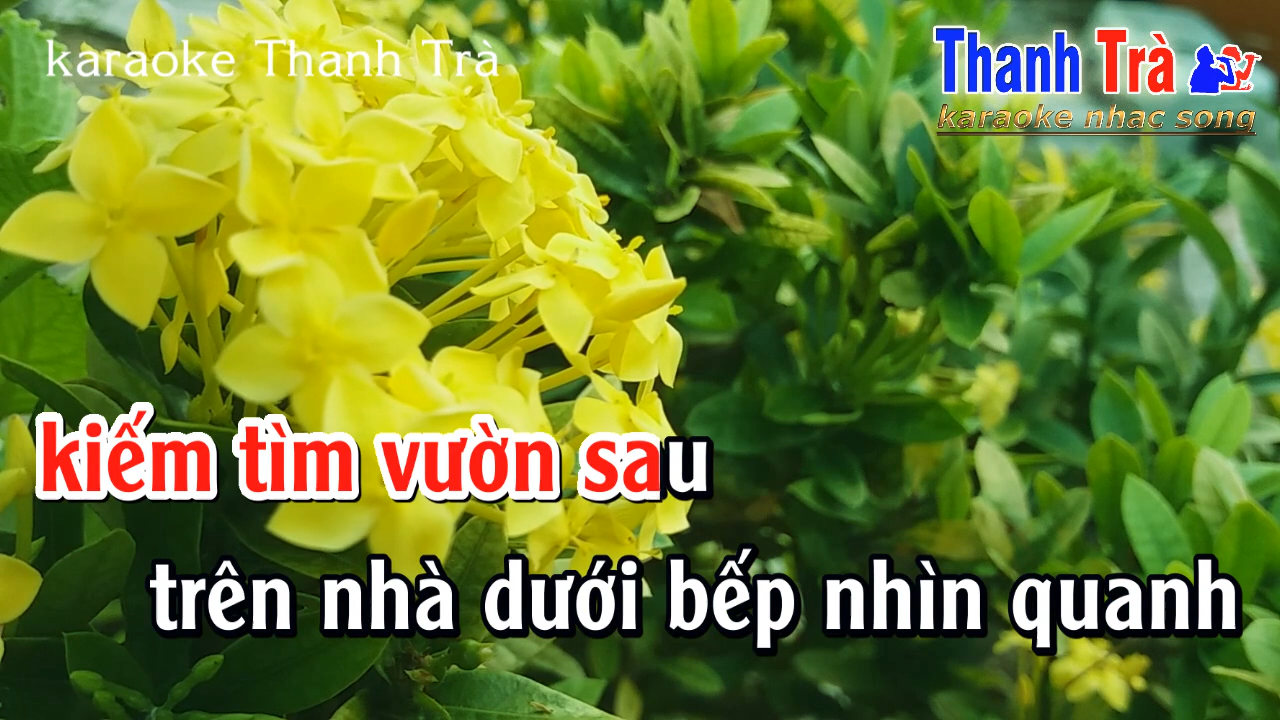 karaoke Thanh Trà
Thanh Trà
karaoke nhac song
kiếm tìm vườn sau
trên nhà dưới bếp nhìn quanh